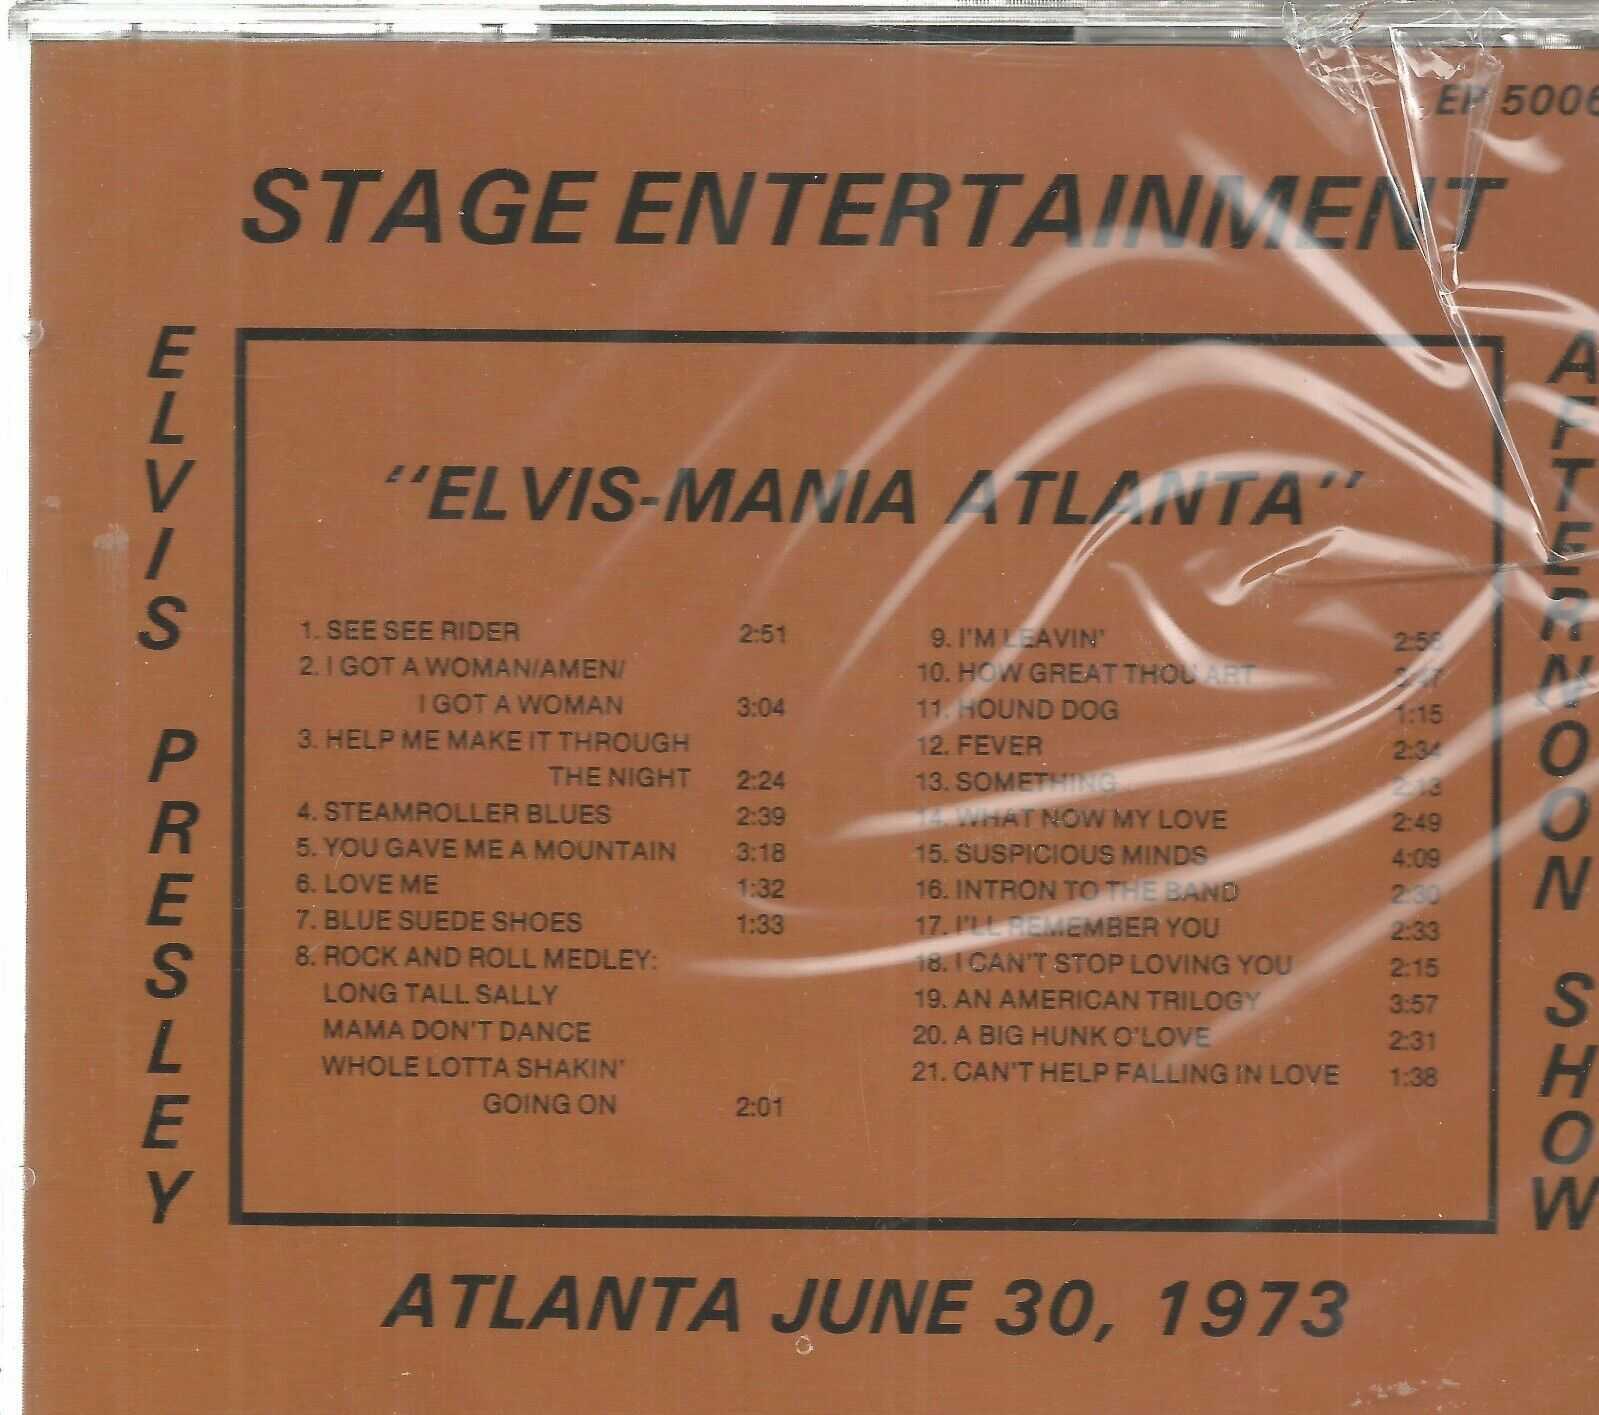 EP 5006
STAGE ENTERTAINMENT
ELVIS PRESLEY
"ELVIS-MANIA ATLANTA"
1. SEE SEE RIDER 2:51
2. I GOT A WOMAN/AMEN/
I GOT A WOMAN 3:04
3. HELP ME MAKE IT THROUGH
THE NIGHT 2:24
4. STEAMROLLER BLUES 2:39
5. YOU GAVE ME A MOUNTAIN 3:18
6. LOVE ME 1:32
7. BLUE SUEDE SHOES 1:33
8. ROCK AND ROLL MEDLEY:
LONG TALL SALLY
MAMA DON'T DANCE
WHOLE LOTTA SHAKIN'
GOING ON 2:01
9. I'M LEAVIN'
10. HOW GREAT THOU ART
11. HOUND DOG 1:15
12. FEVER 2:34
13. SOMETHING 2:13
14. WHAT NOW MY LOVE 2:49
15. SUSPICIOUS MINDS 4:09
16. INTRON TO THE BAND 2:30
17. I'LL REMEMBER YOU 2:33
18. I CAN'T STOP LOVING YOU 2:15
19. AN AMERICAN TRILOGY 3:57
20. A BIG HUNK O'LOVE 2:31
21. CAN'T HELP FALLING IN LOVE 1:38
AFTERNOON SHOW
ATLANTA JUNE 30, 1973